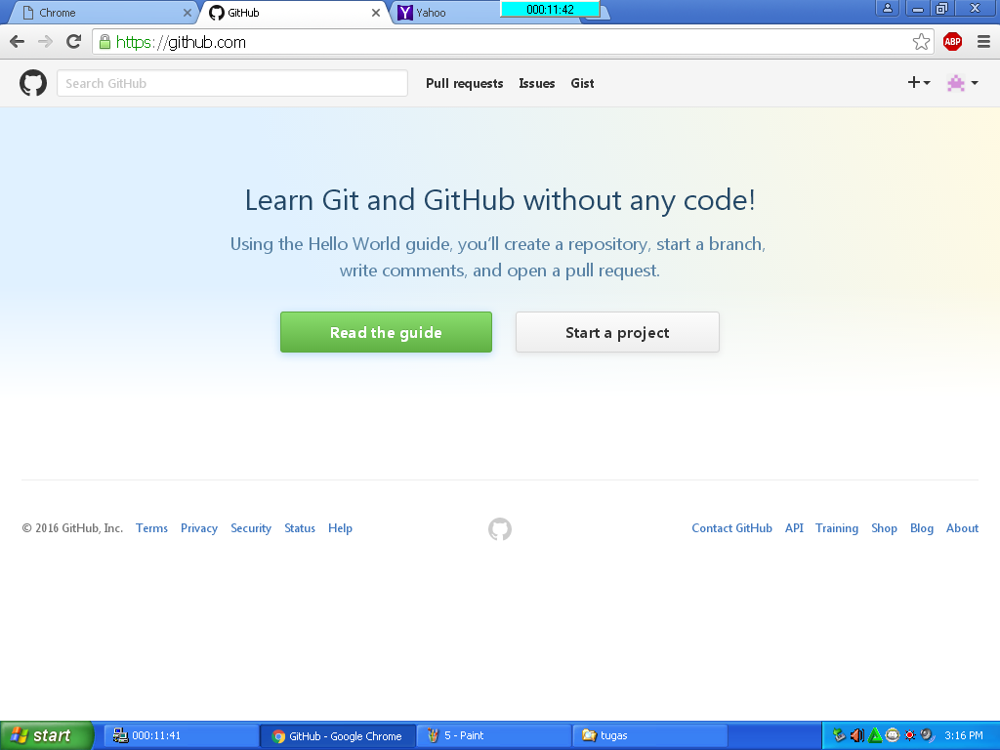 Chrome
GitHub
Yahoo
000:11:42
https://github.com
ABP
Search GitHub
Pull requests
Issues
Gist
Learn Git and GitHub without any code!
Using the Hello World guide, you'll create a repository, start a branch,
write comments, and open a pull request.
Read the guide
Start a project
© 2016 GitHub, Inc.
Terms
Privacy
Security
Status
Help
Contact GitHub
API
Training
Shop
Blog
About
start
000:11:41
GitHub - Google Chrome
5 - Paint
tugas
3:16 PM